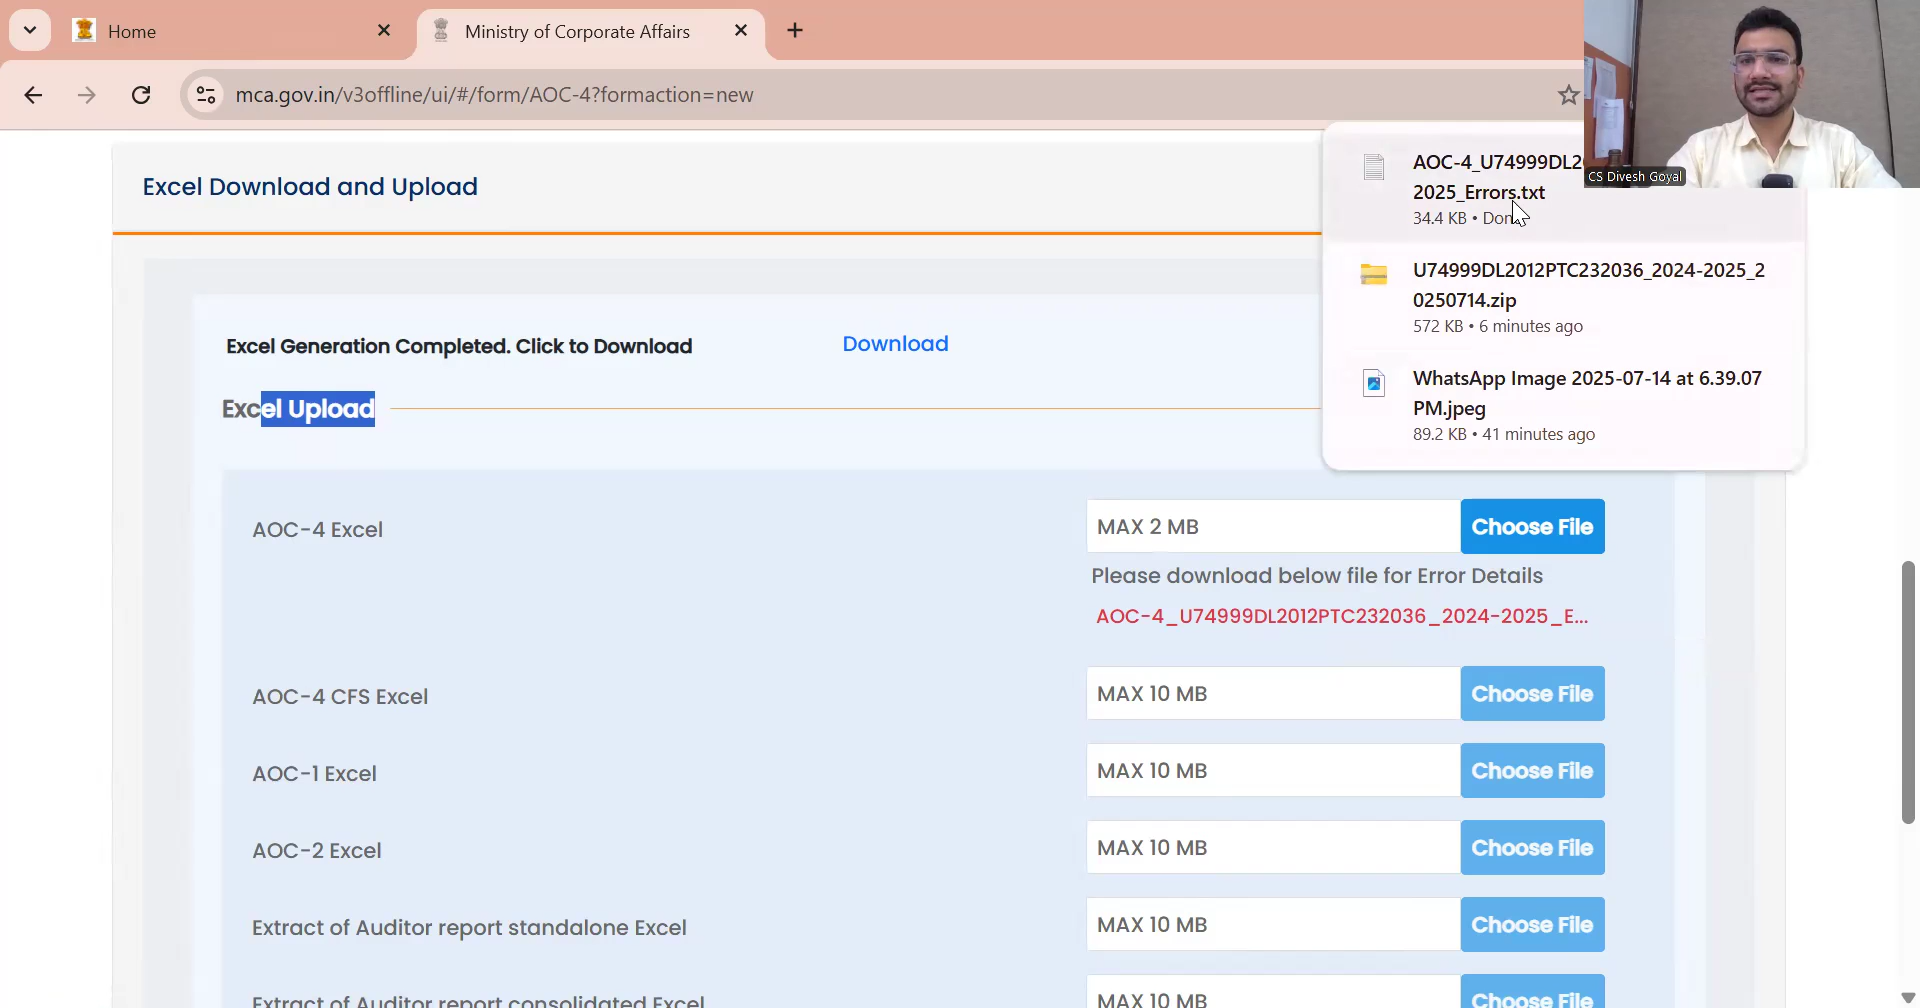 Home
Ministry of Corporate Affairs
mca.gov.in/v3offline/ui/#/form/AOC-4?formaction=new
CS Divesh Goyal
AOC-4_U74999DL2
2025_Errors.txt
34.4 KB • Don
U74999DL2012PTC232036_2024-2025_2
0250714.zip
572 KB • 6 minutes ago
WhatsApp Image 2025-07-14 at 6.39.07
PM.jpeg
89.2 KB • 41 minutes ago
Excel Download and Upload
Excel Generation Completed. Click to Download
Download
Excel Upload
AOC-4 Excel
MAX 2 MB
Choose File
Please download below file for Error Details
AOC-4_U74999DL2012PTC232036_2024-2025_E...
AOC-4 CFS Excel
MAX 10 MB
Choose File
AOC-1 Excel
MAX 10 MB
Choose File
AOC-2 Excel
MAX 10 MB
Choose File
Extract of Auditor report standalone Excel
MAX 10 MB
Choose File
Extract of Auditor report consolidated Excel
MAX 10 MB
Choose File